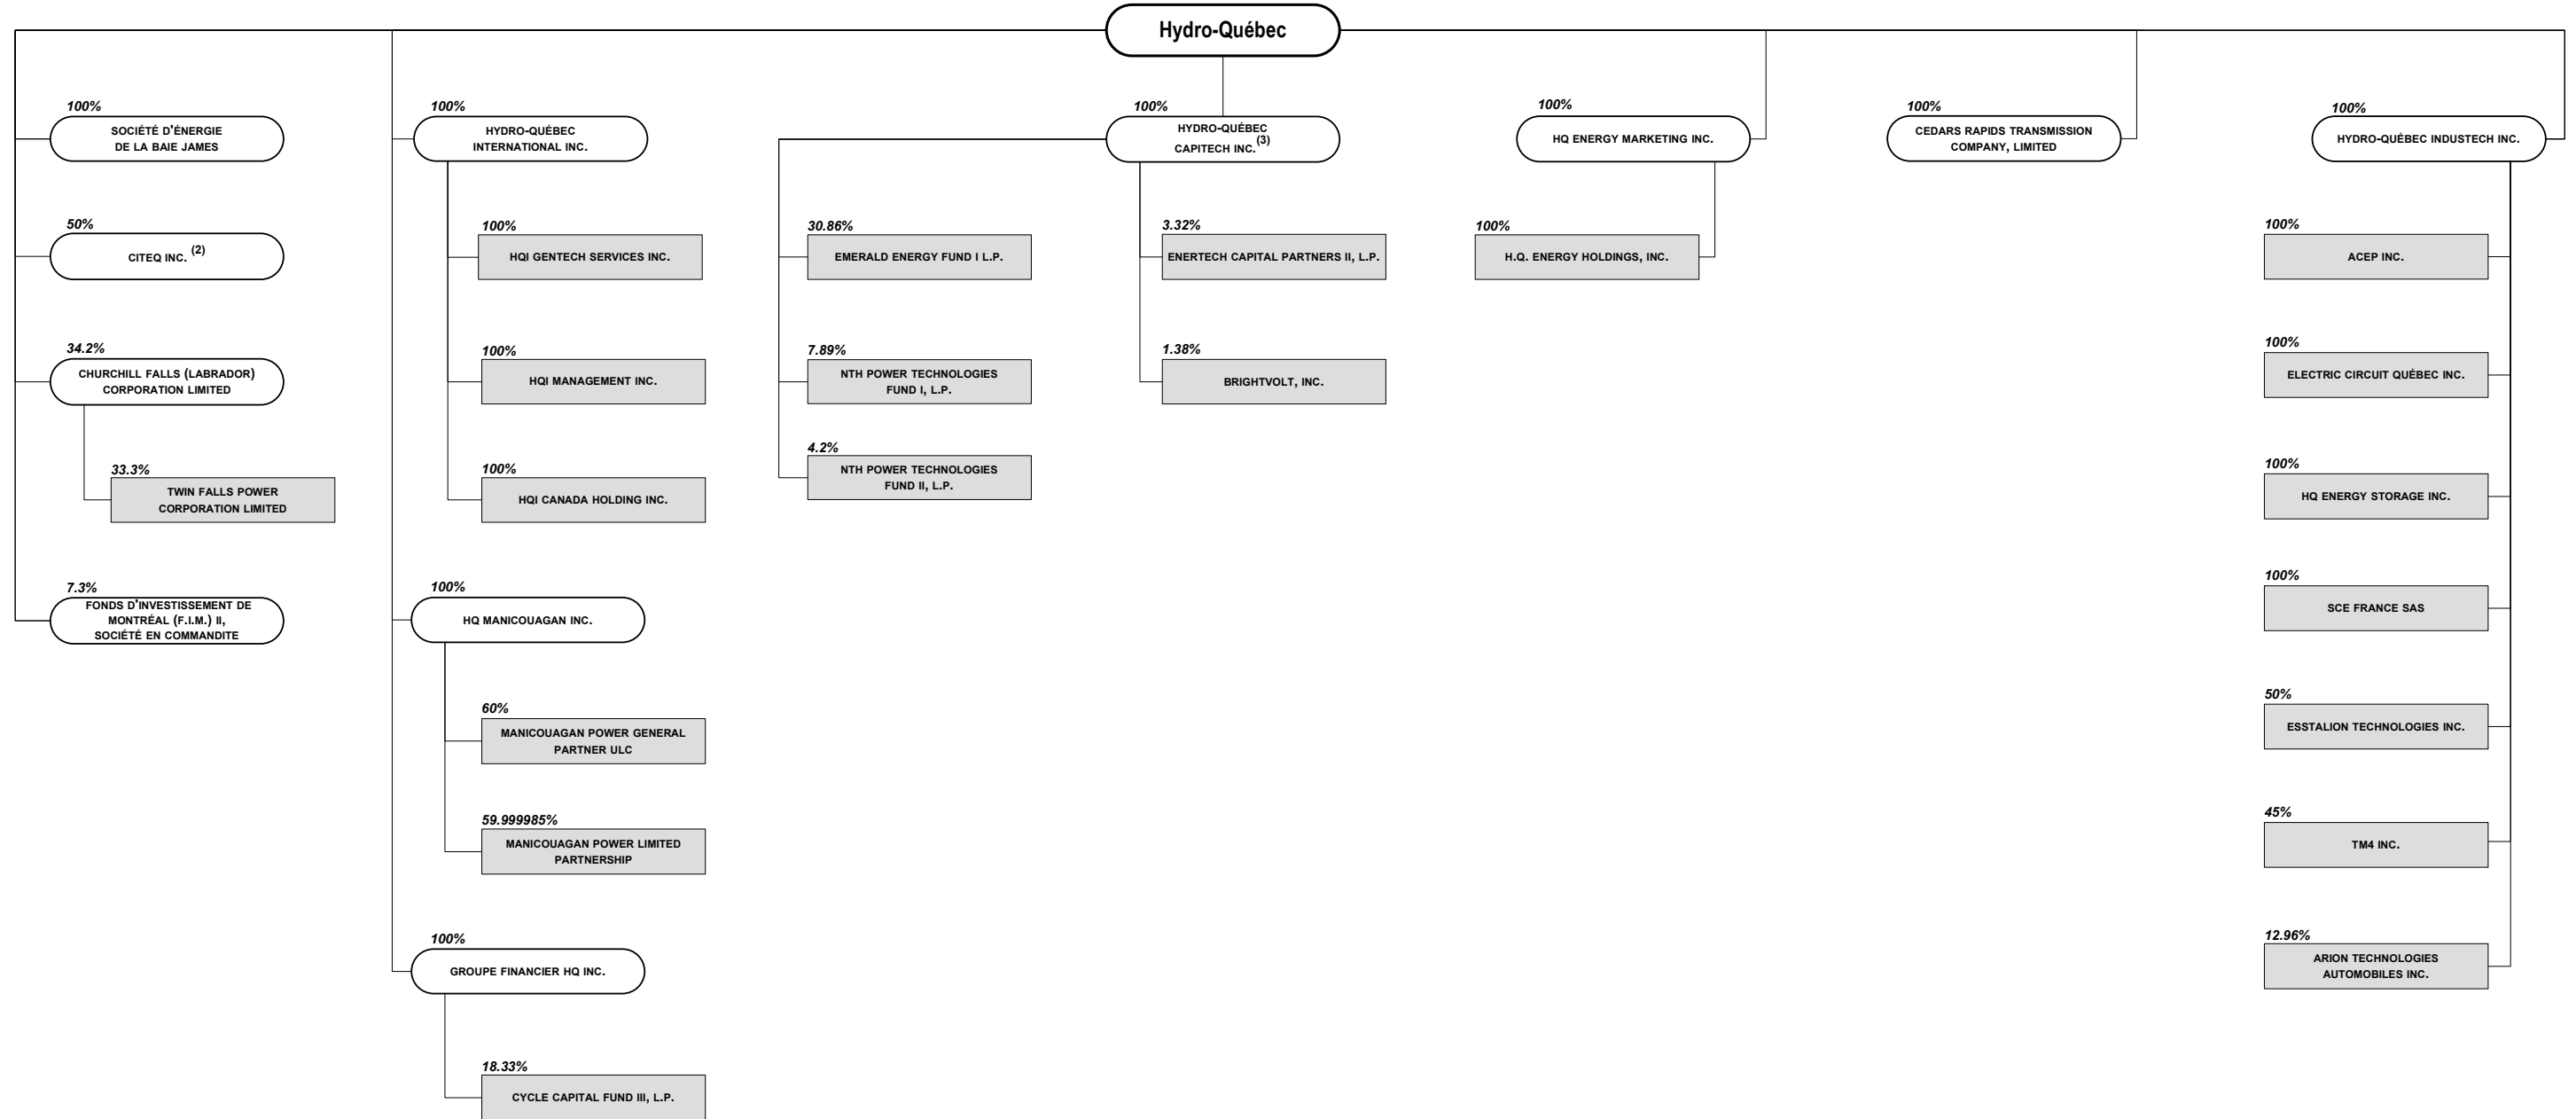 Hydro-Québec
100%
SOCIÉTÉ D'ÉNERGIE
DE LA BAIE JAMES
50%
CITEQ INC. (2)
34.2%
CHURCHILL FALLS (LABRADOR)
CORPORATION LIMITED
33.3%
TWIN FALLS POWER
CORPORATION LIMITED
7.3%
FONDS D'INVESTISSEMENT DE
MONTRÉAL (F.I.M.) II,
SOCIÉTÉ EN COMMANDITE
100%
HYDRO-QUÉBEC
INTERNATIONAL INC.
100%
HQI GENTECH SERVICES INC.
100%
HQI MANAGEMENT INC.
100%
HQI CANADA HOLDING INC.
100%
HQ MANICOUAGAN INC.
60%
MANICOUAGAN POWER GENERAL
PARTNER ULC
59.999985%
MANICOUAGAN POWER LIMITED
PARTNERSHIP
100%
GROUPE FINANCIER HQ INC.
18.33%
CYCLE CAPITAL FUND III, L.P.
100%
HYDRO-QUÉBEC
CAPITECH INC. (3)
30.86%
EMERALD ENERGY FUND I L.P.
7.89%
NTH POWER TECHNOLOGIES
FUND I, L.P.
4.2%
NTH POWER TECHNOLOGIES
FUND II, L.P.
3.32%
ENERTECH CAPITAL PARTNERS II, L.P.
1.38%
BRIGHTVOLT, INC.
100%
HQ ENERGY MARKETING INC.
100%
H.Q. ENERGY HOLDINGS, INC.
100%
CEDARS RAPIDS TRANSMISSION
COMPANY, LIMITED
100%
HYDRO-QUÉBEC INDUSTECH INC.
100%
ACEP INC.
100%
ELECTRIC CIRCUIT QUÉBEC INC.
100%
HQ ENERGY STORAGE INC.
100%
SCE FRANCE SAS
50%
ESSTALION TECHNOLOGIES INC.
45%
TM4 INC.
12.96%
ARION TECHNOLOGIES
AUTOMOBILES INC.